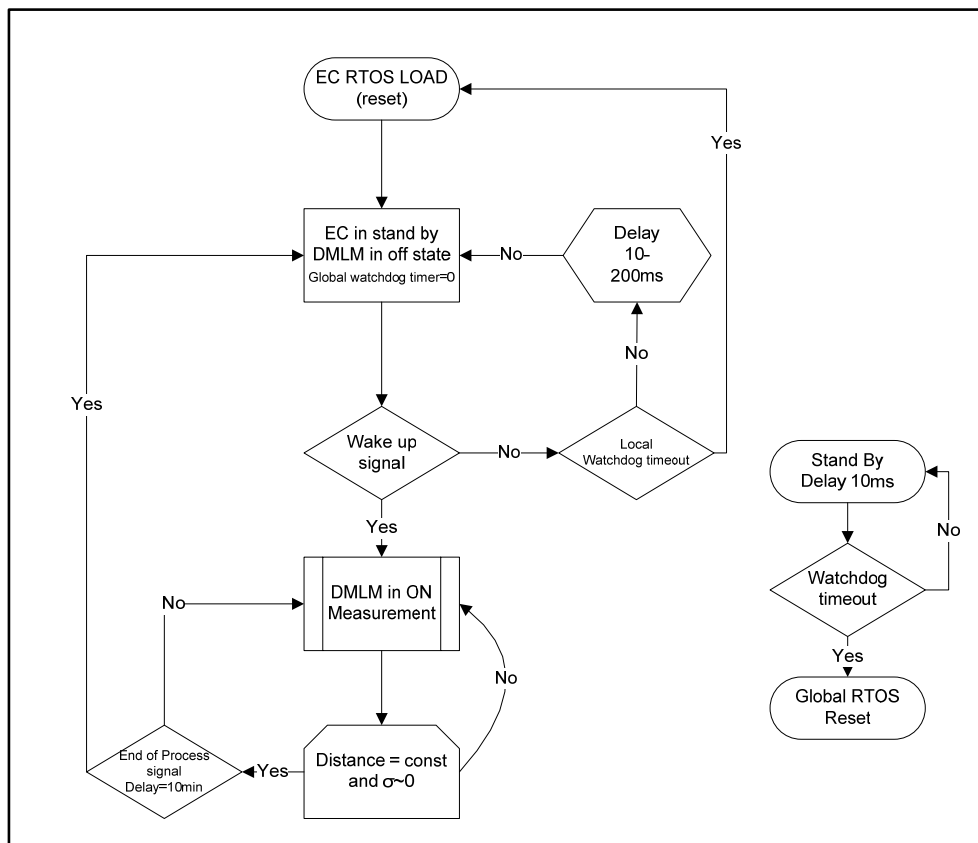 EC RTOS LOAD
(reset)
Yes
EC in stand by
DMLM in off state
Global watchdog timer=0
No
Delay
10-
200ms
No
Yes
Wake up
signal
No
Local
Watchdog timeout
Stand By
Delay 10ms
No
Yes
Watchdog
timeout
DMLM in ON
Measurement
No
No
Yes
Global RTOS
Reset
End of Process
signal
Delay=10min
Yes
Distance = const
and σ~0